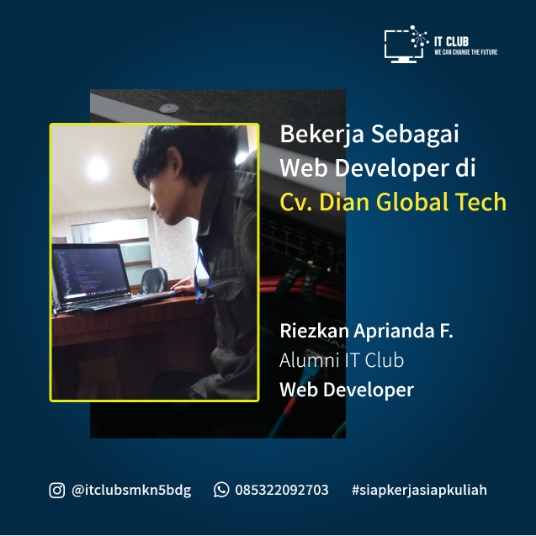 IT CLUB
WE CAN CHANGE THE FUTURE
Bekerja Sebagai
Web Developer di
Cv. Dian Global Tech
Riezkan Aprianda F.
Alumni IT Club
Web Developer
@itclubsmkn5bdg 085322092703 #siapkerjasiapkuliah